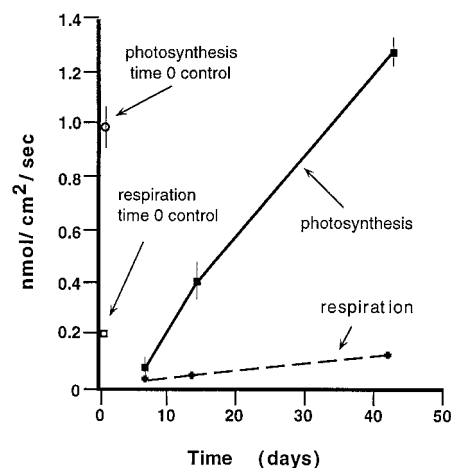 1.4
1.2
1.0
0.8
0.6
0.4
0.2
0
nmol/ cm2 / sec
photosynthesis
time 0 control
respiration
time 0 control
photosynthesis
respiration
0 10 20 30 40 50
Time (days)